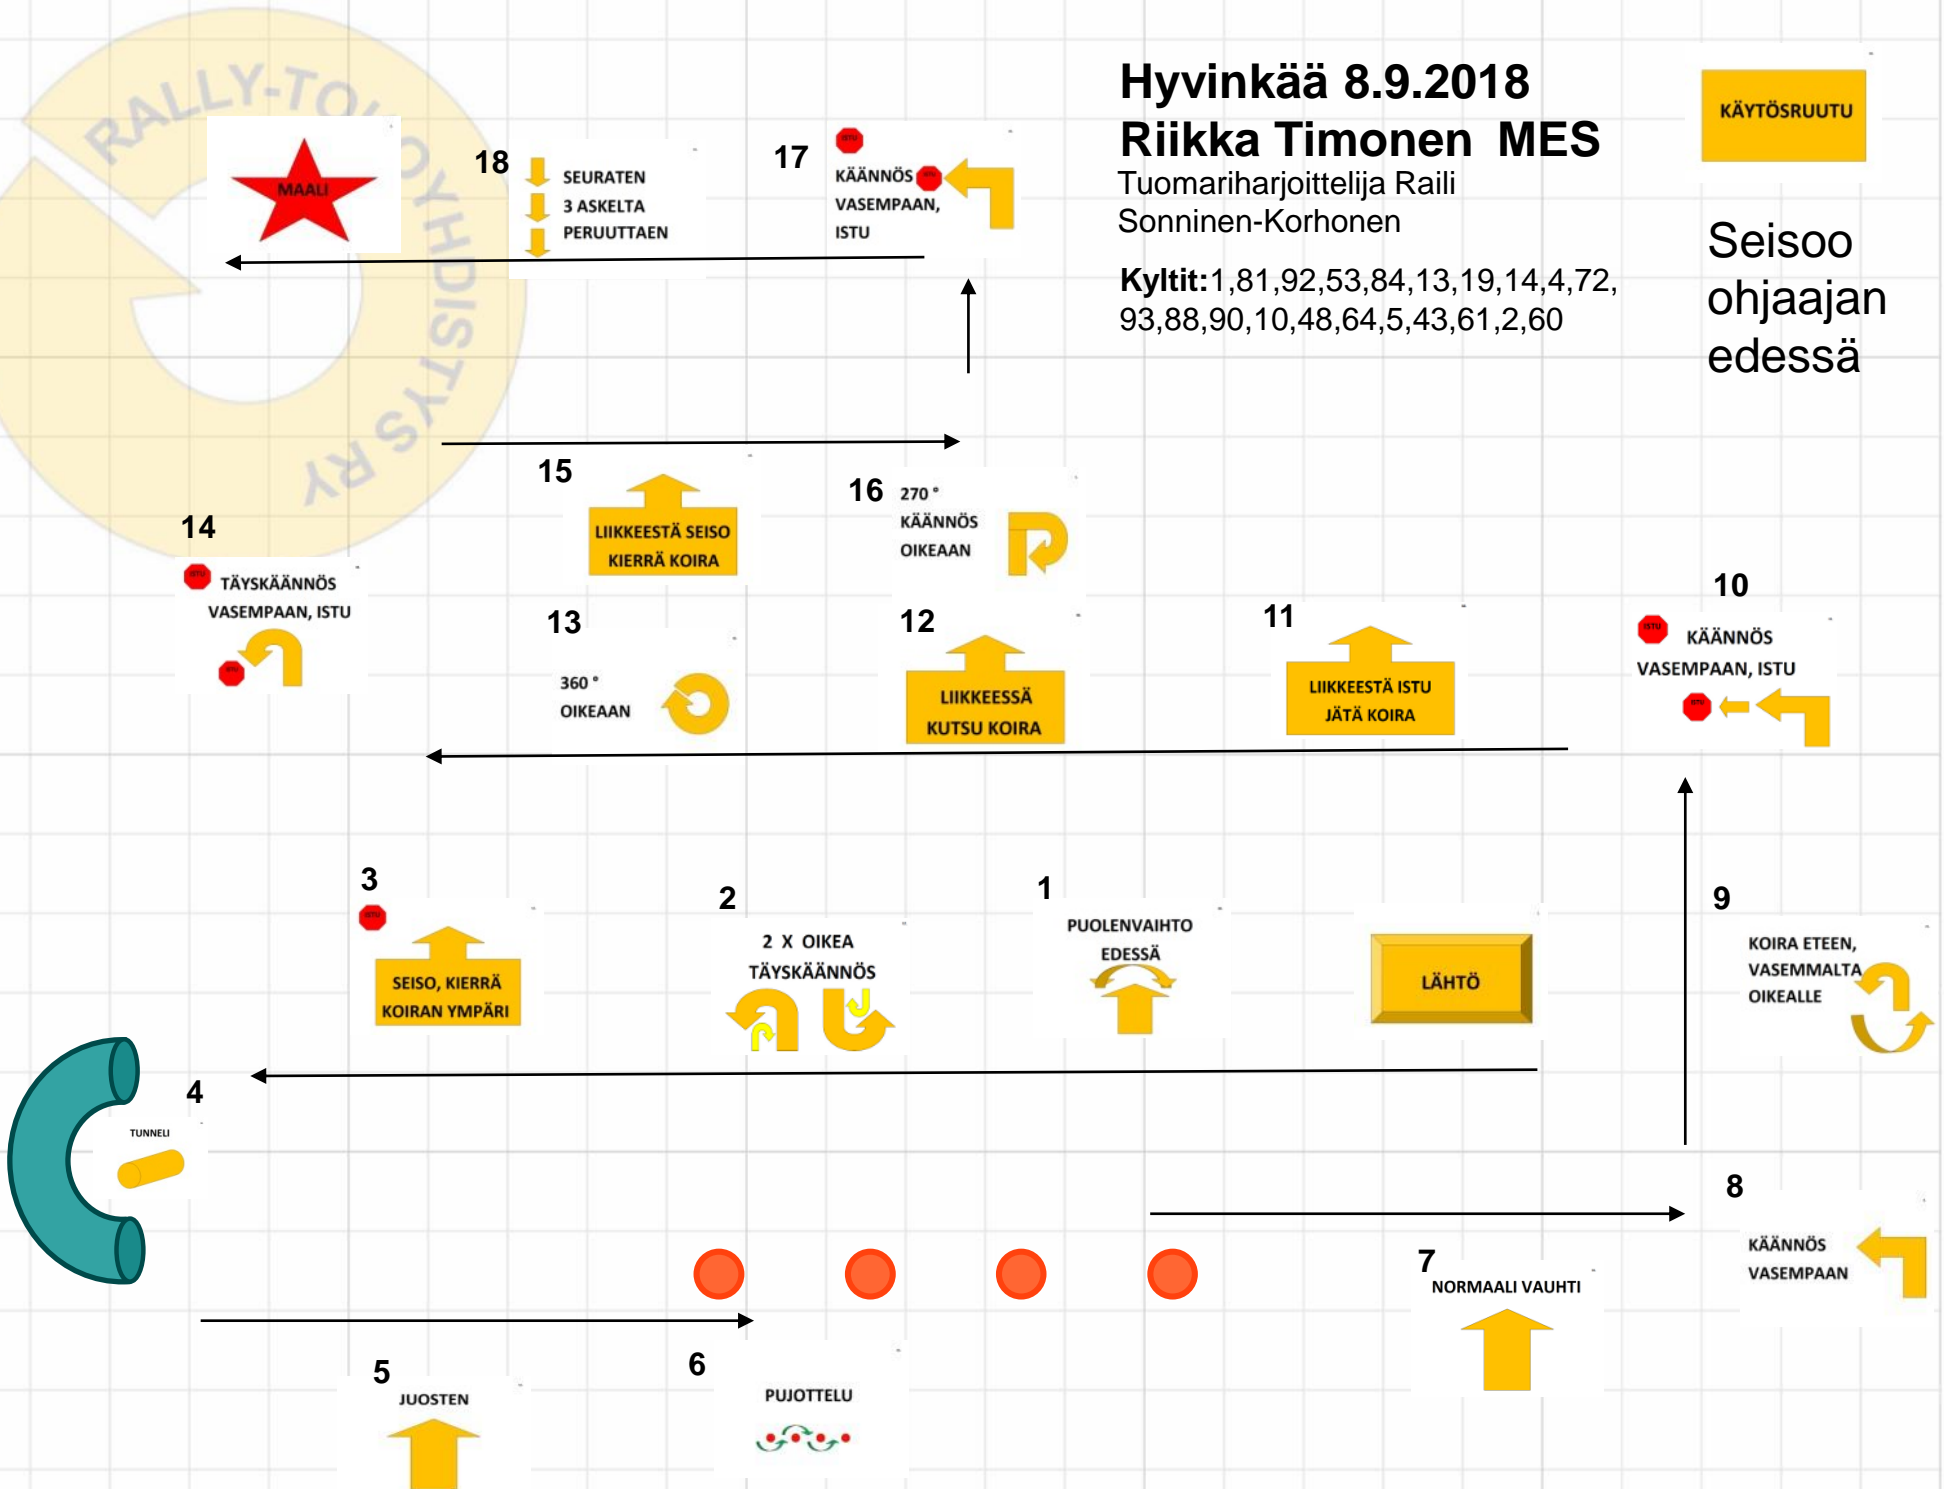 RALLY-TOKOYHDISTYS RY
Hyvinkää 8.9.2018
Riikka Timonen MES
Tuomariharjoittelija Raili
Sonninen-Korhonen
Kyltit:1,81,92,53,84,13,19,14,4,72,
93,88,90,10,48,64,5,43,61,2,60
KÄYTÖSRUUTU
Seisoo
ohjaajan
edessä
MAALI
18
SEURATEN
3 ASKELTA
PERUUTTAEN
17
ISTU
KÄÄNNÖS
VASEMPAAN,
ISTU
15
LIIKKEESTÄ SEISO
KIERRÄ KOIRA
16
270 °
KÄÄNNÖS
OIKEAAN
14
ISTU
TÄYSKÄÄNNÖS
VASEMPAAN, ISTU
13
360 °
OIKEAAN
12
LIIKKEESSÄ
KUTSU KOIRA
11
LIIKKEESTÄ ISTU
JÄTÄ KOIRA
10
ISTU
KÄÄNNÖS
VASEMPAAN, ISTU
ISTU
3
ISTU
SEISO, KIERRÄ
KOIRAN YMPÄRI
2
2 X OIKEA
TÄYSKÄÄNNÖS
1
PUOLENVAIHTO
EDESSÄ
LÄHTÖ
9
KOIRA ETEEN,
VASEMMALTA
OIKEALLE
4
TUNNELI
8
KÄÄNNÖS
VASEMPAAN
7
NORMAALI VAUHTI
5
JUOSTEN
6
PUJOTTELU